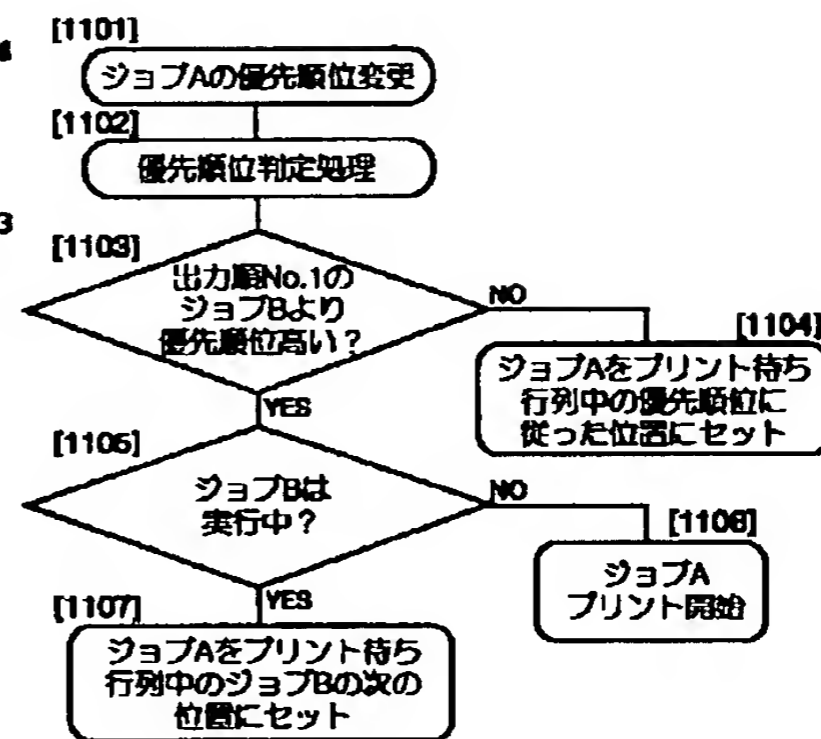 [1101]
ジョブAの優先順位変更
[1102]
優先順位判定処理
3
[1103]
出力順No.1の
ジョブBより
優先順位高い?
NO
[1104]
ジョブAをプリント待ち
行列中の優先順位に
従った位置にセット
YES
[1105]
ジョブBは
実行中?
NO
[1106]
ジョブA
プリント開始
YES
[1107]
ジョブAをプリント待ち
行列中のジョブBの次の
位置にセット